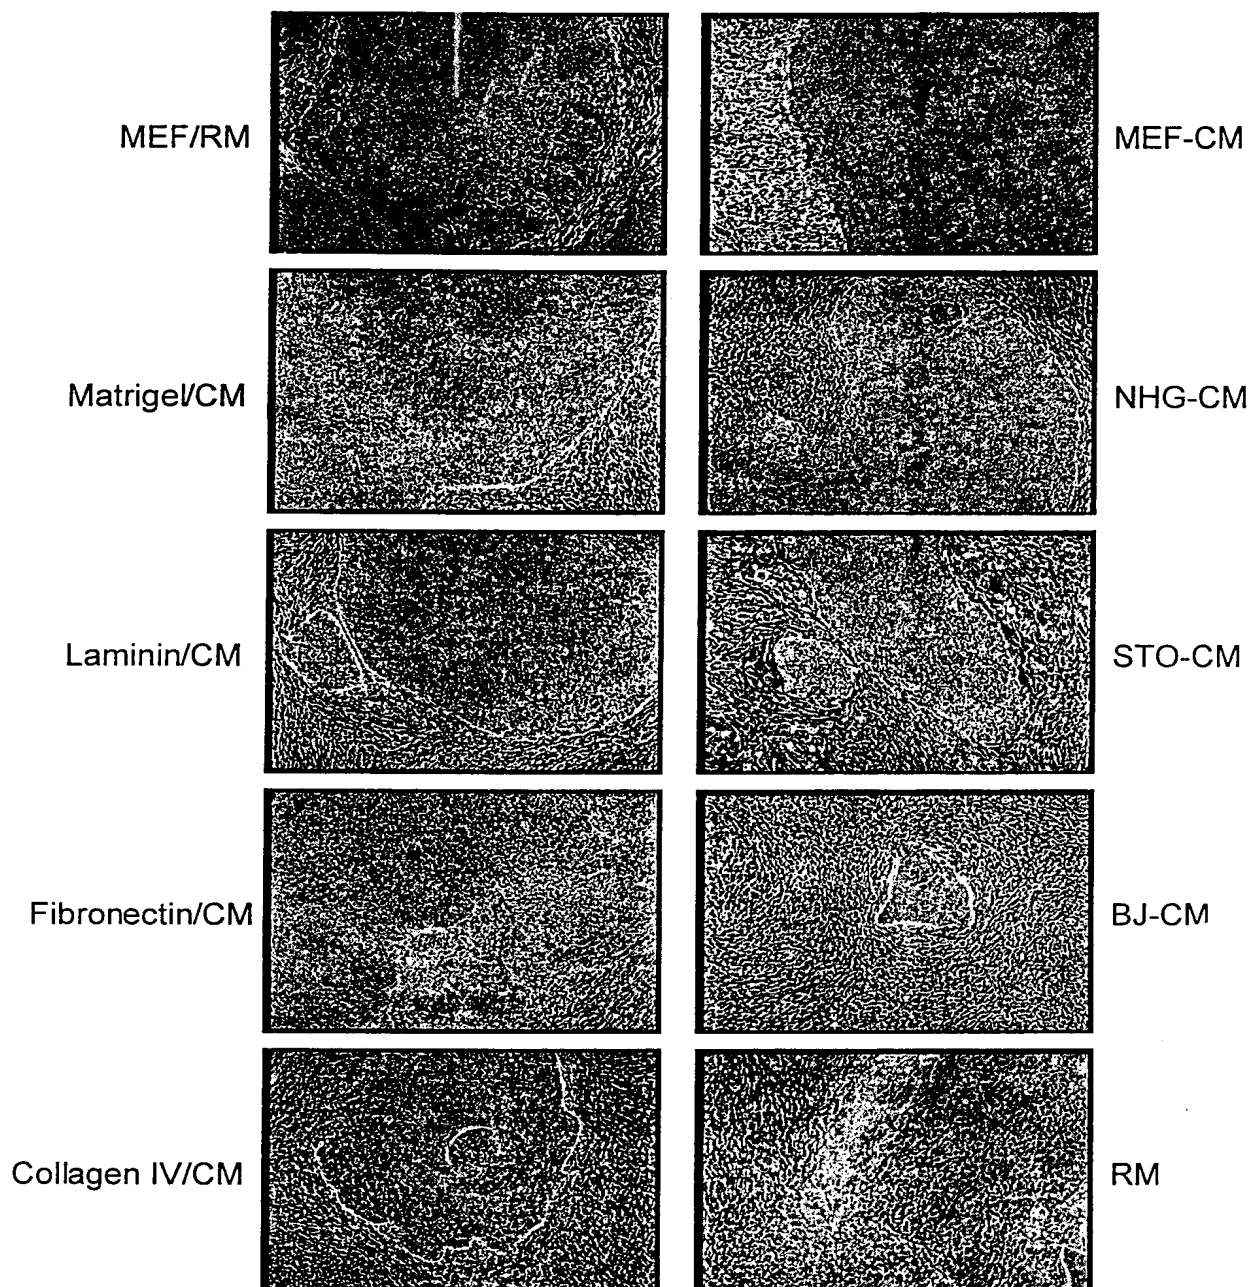 MEF/RM
MEF-CM
Matrigel/CM
NHG-CM
Laminin/CM
STO-CM
Fibronectin/CM
BJ-CM
Collagen IV/CM
RM